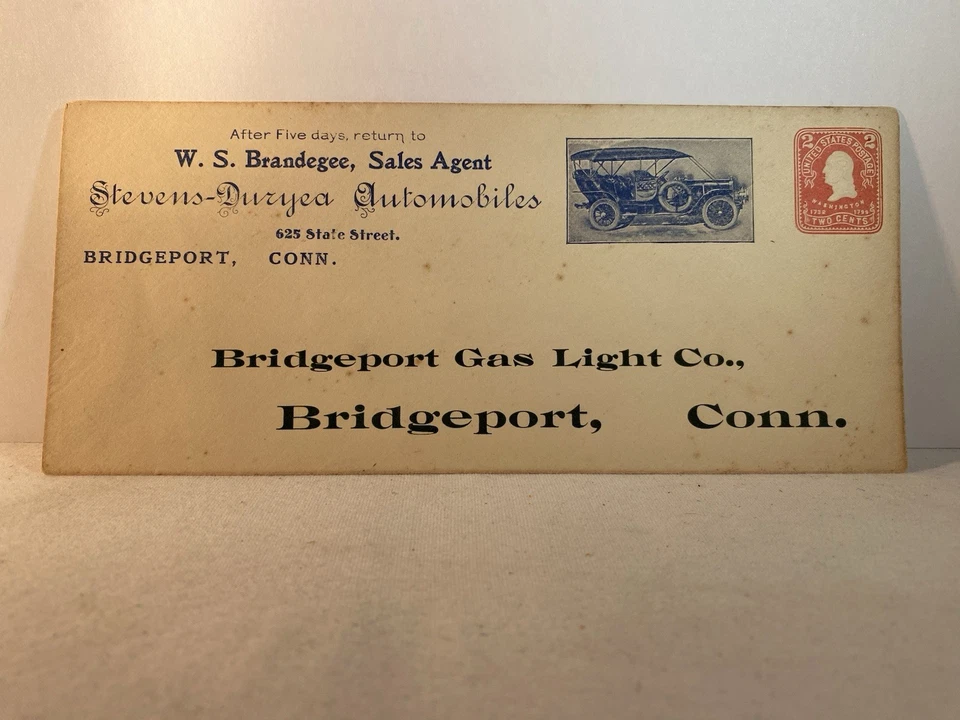 After Five days, return to
W. S. Brandegee, Sales Agent
Stevens-Duryea Automobiles
625 State Street.
BRIDGEPORT, CONN.
2 2
UNITED STATES POSTAGE
WASHINGTON
1732 1799
TWO CENTS
Bridgeport Gas Light Co.,
Bridgeport, Conn.